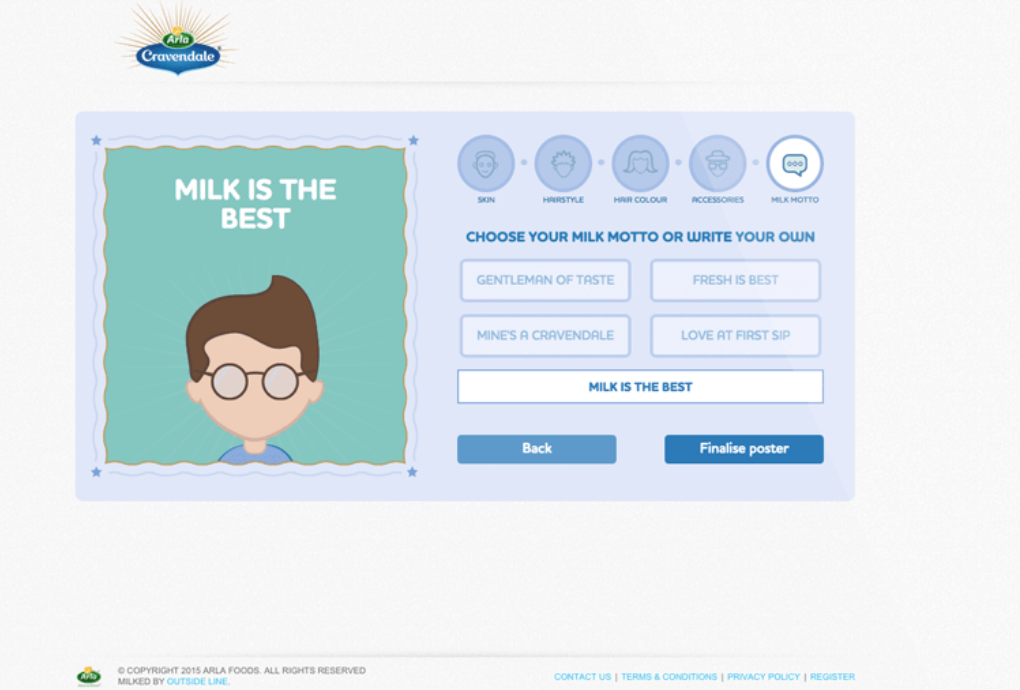 Arla
Cravendale
MILK IS THE
BEST
SKIN
HAIRSTYLE
HAIR COLOUR
ACCESSORIES
MILK MOTTO
CHOOSE YOUR MILK MOTTO OR WRITE YOUR OWN
GENTLEMAN OF TASTE
FRESH IS BEST
MINE'S A CRAVENDALE
LOVE AT FIRST SIP
MILK IS THE BEST
Back
Finalise poster
Arla
© COPYRIGHT 2015 ARLA FOODS. ALL RIGHTS RESERVED
MILKED BY OUTSIDE LINE.
CONTACT US | TERMS & CONDITIONS | PRIVACY POLICY | REGISTER